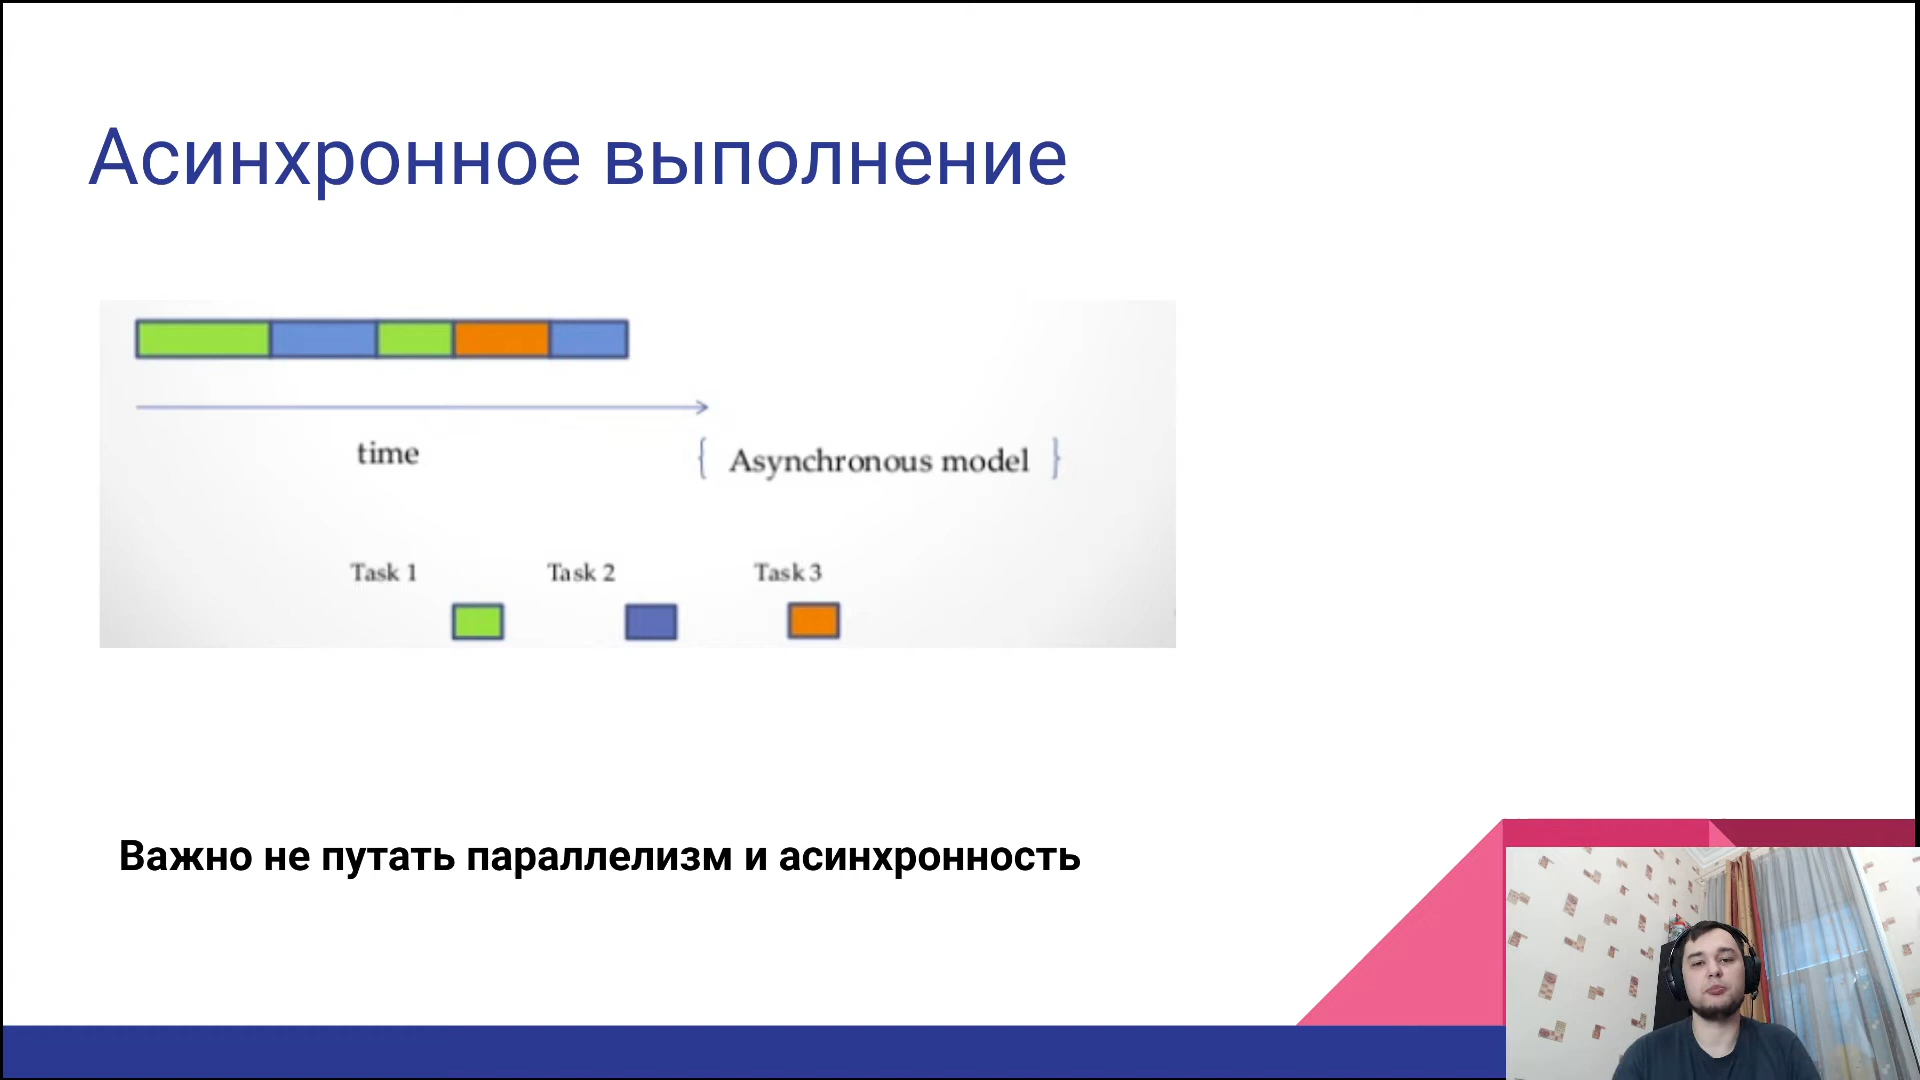 Асинхронное выполнение
time
{ Asynchronous model }
Task 1 Task 2 Task 3
Важно не путать параллелизм и асинхронность